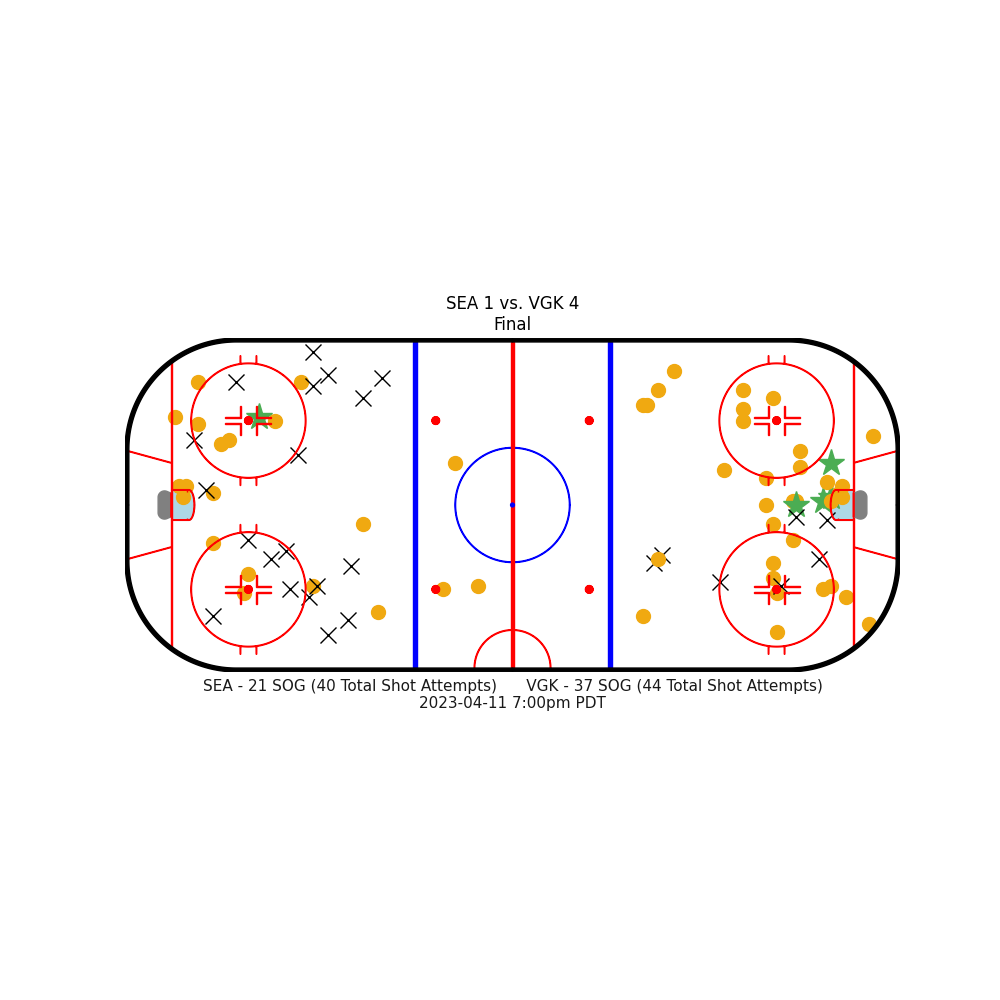 SEA 1 vs. VGK 4
Final
SEA - 21 SOG (40 Total Shot Attempts) VGK - 37 SOG (44 Total Shot Attempts)
2023-04-11 7:00pm PDT